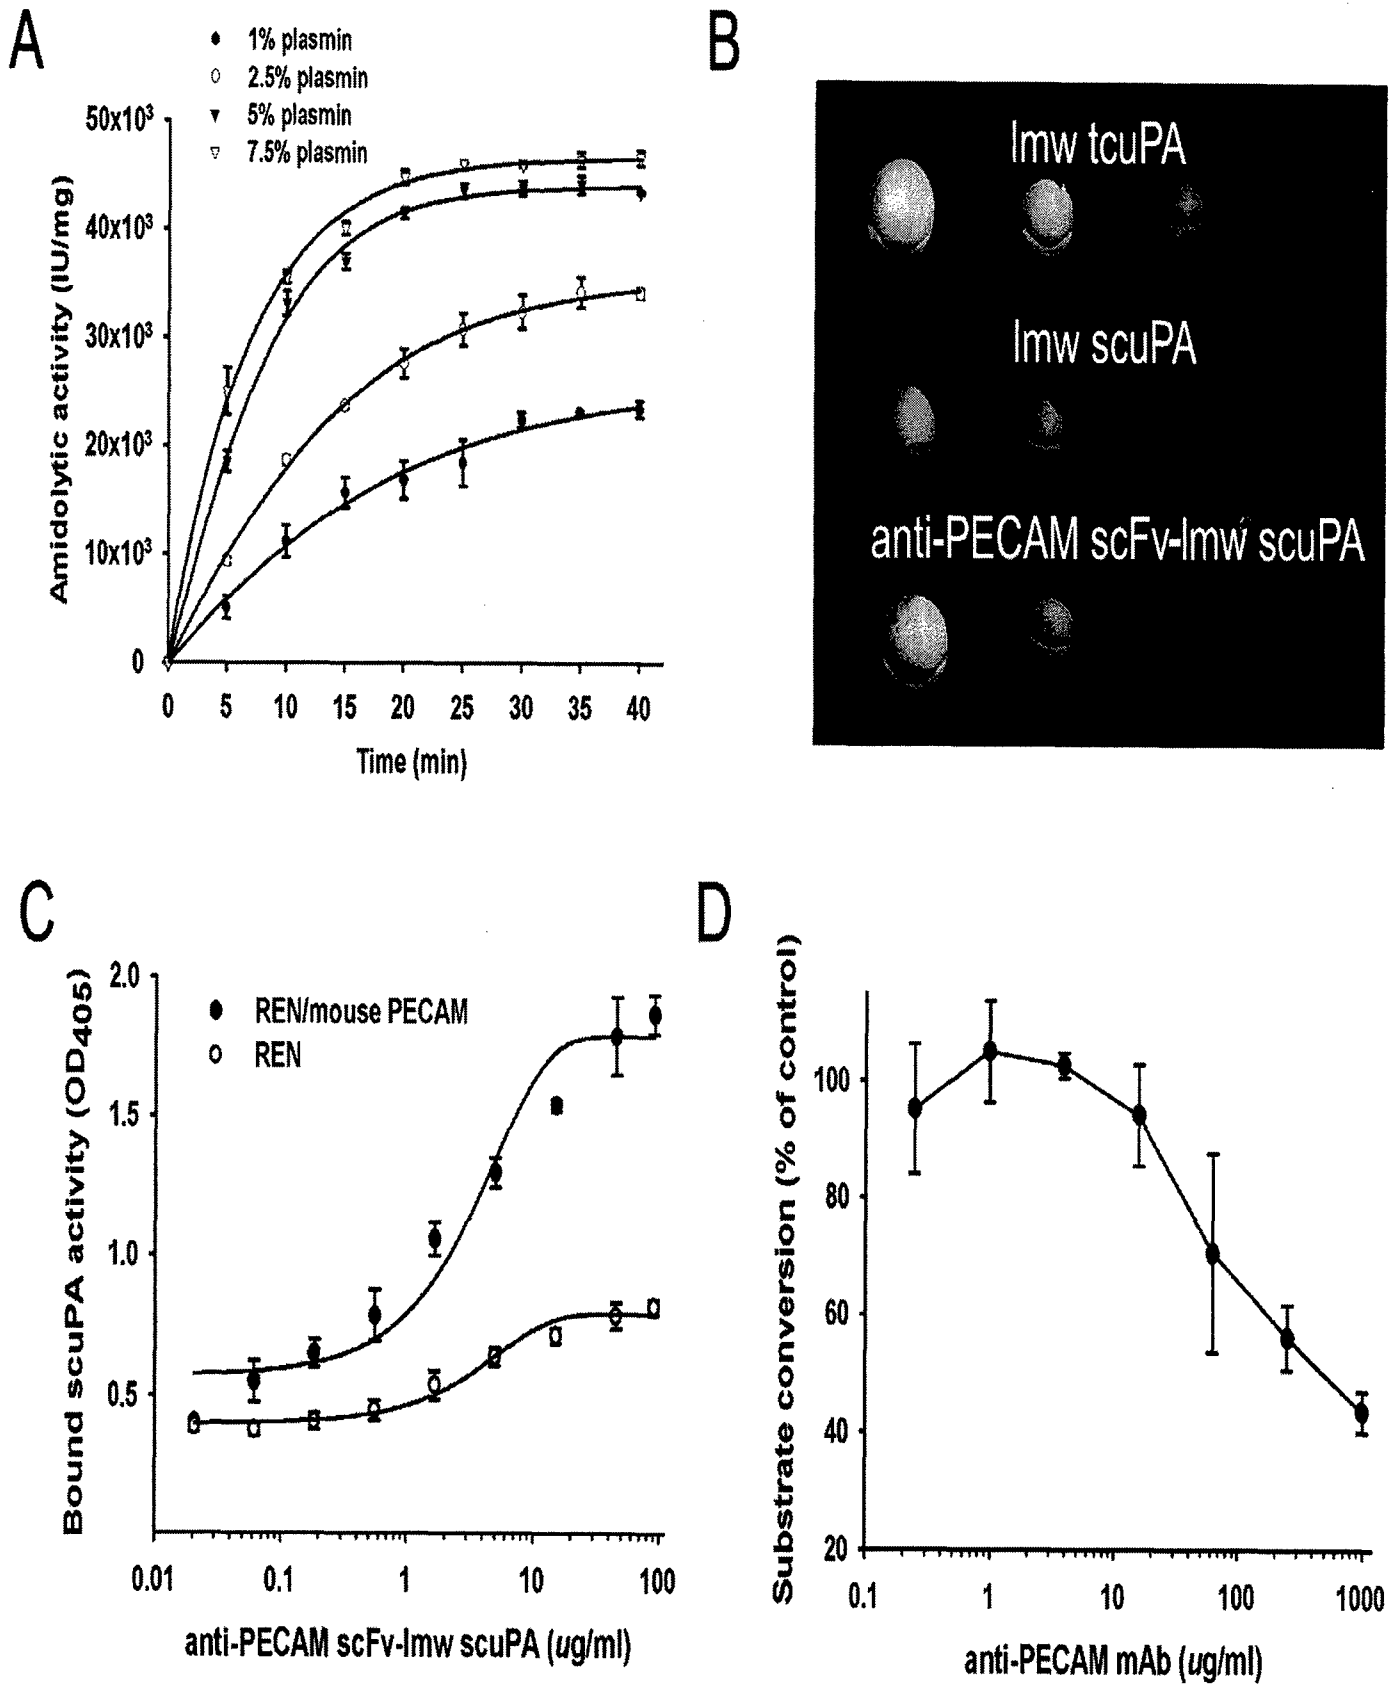 A
1% plasmin
2.5% plasmin
5% plasmin
7.5% plasmin
50x10³
40x10³
30x10³
20x10³
10x10³
0
Amidolytic activity (IU/mg)
0 5 10 15 20 25 30 35 40
Time (min)
B
lmw tcuPA
lmw scuPA
anti-PECAM scFv-lmw scuPA
C
REN/mouse PECAM
REN
2.0
1.5
1.0
0.5
Bound scuPA activity (OD405)
0.01 0.1 1 10 100
anti-PECAM scFv-lmw scuPA (ug/ml)
D
100
80
60
40
20
Substrate conversion (% of control)
0.1 1 10 100 1000
anti-PECAM mAb (ug/ml)